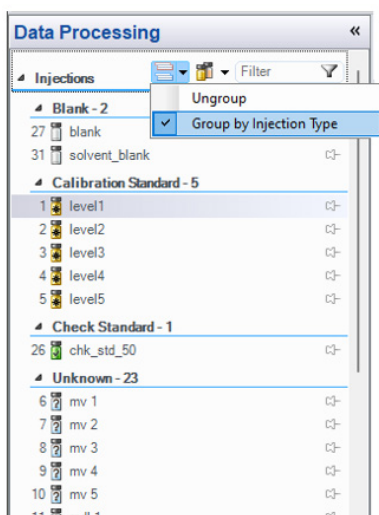 Data Processing «
Injections Filter
Ungroup
Group by Injection Type
Blank - 2
27 blank
31 solvent_blank
Calibration Standard - 5
1 level1
2 level2
3 level3
4 level4
5 level5
Check Standard - 1
26 chk_std_50
Unknown - 23
6 mv 1
7 mv 2
8 mv 3
9 mv 4
10 mv 5